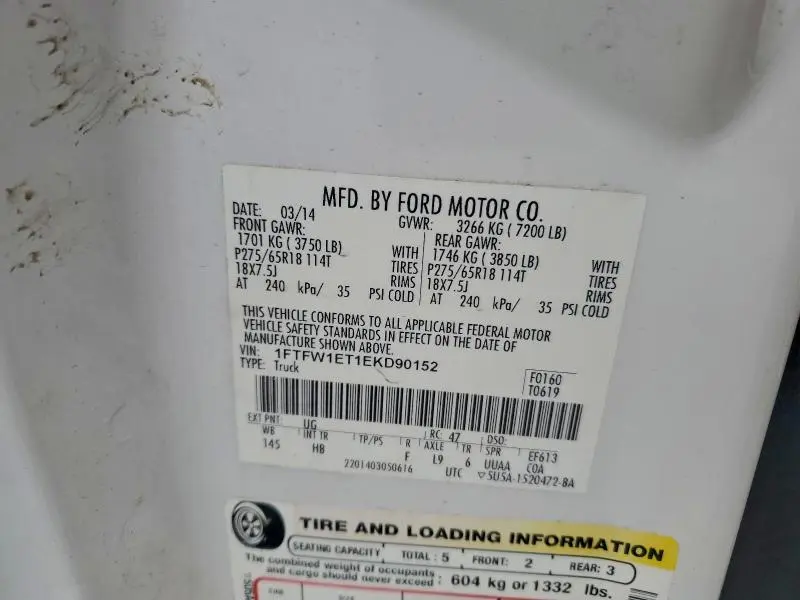 MFD. BY FORD MOTOR CO.
DATE: 03/14 GVWR: 3266 KG ( 7200 LB)
FRONT GAWR: REAR GAWR:
1701 KG ( 3750 LB) WITH 1746 KG ( 3850 LB) WITH
P275/65R18 114T TIRES P275/65R18 114T TIRES
18X7.5J RIMS 18X7.5J RIMS
AT 240 kPa/ 35 PSI COLD AT 240 kPa/ 35 PSI COLD
THIS VEHICLE CONFORMS TO ALL APPLICABLE FEDERAL MOTOR
VEHICLE SAFETY STANDARDS IN EFFECT ON THE DATE OF
MANUFACTURE SHOWN ABOVE.
VIN: 1FTFW1ET1EKD90152
TYPE: Truck
F0160
T0619
EXT PNT: UG RC: 47 DSO:
WB INT TR TP/PS R AXLE TR SPR EF613
145 HB F L9 6 UUAA COA
2201403050616 UTC ▽5U5A-1520472-BA
TIRE AND LOADING INFORMATION
SEATING CAPACITY TOTAL : 5 FRONT: 2 REAR: 3
The combined weight of occupants
and cargo should never exceed : 604 kg or 1332 lbs.